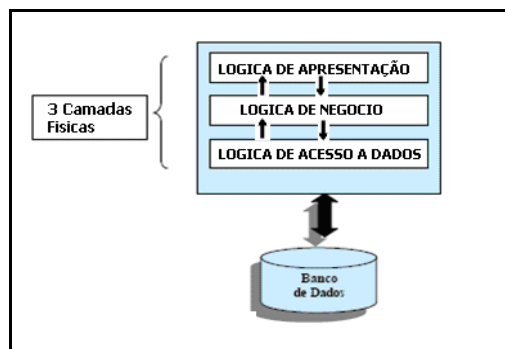 3 Camadas
Fisicas
LOGICA DE APRESENTAÇÃO
LOGICA DE NEGOCIO
LOGICA DE ACESSO A DADOS
Banco
de Dados